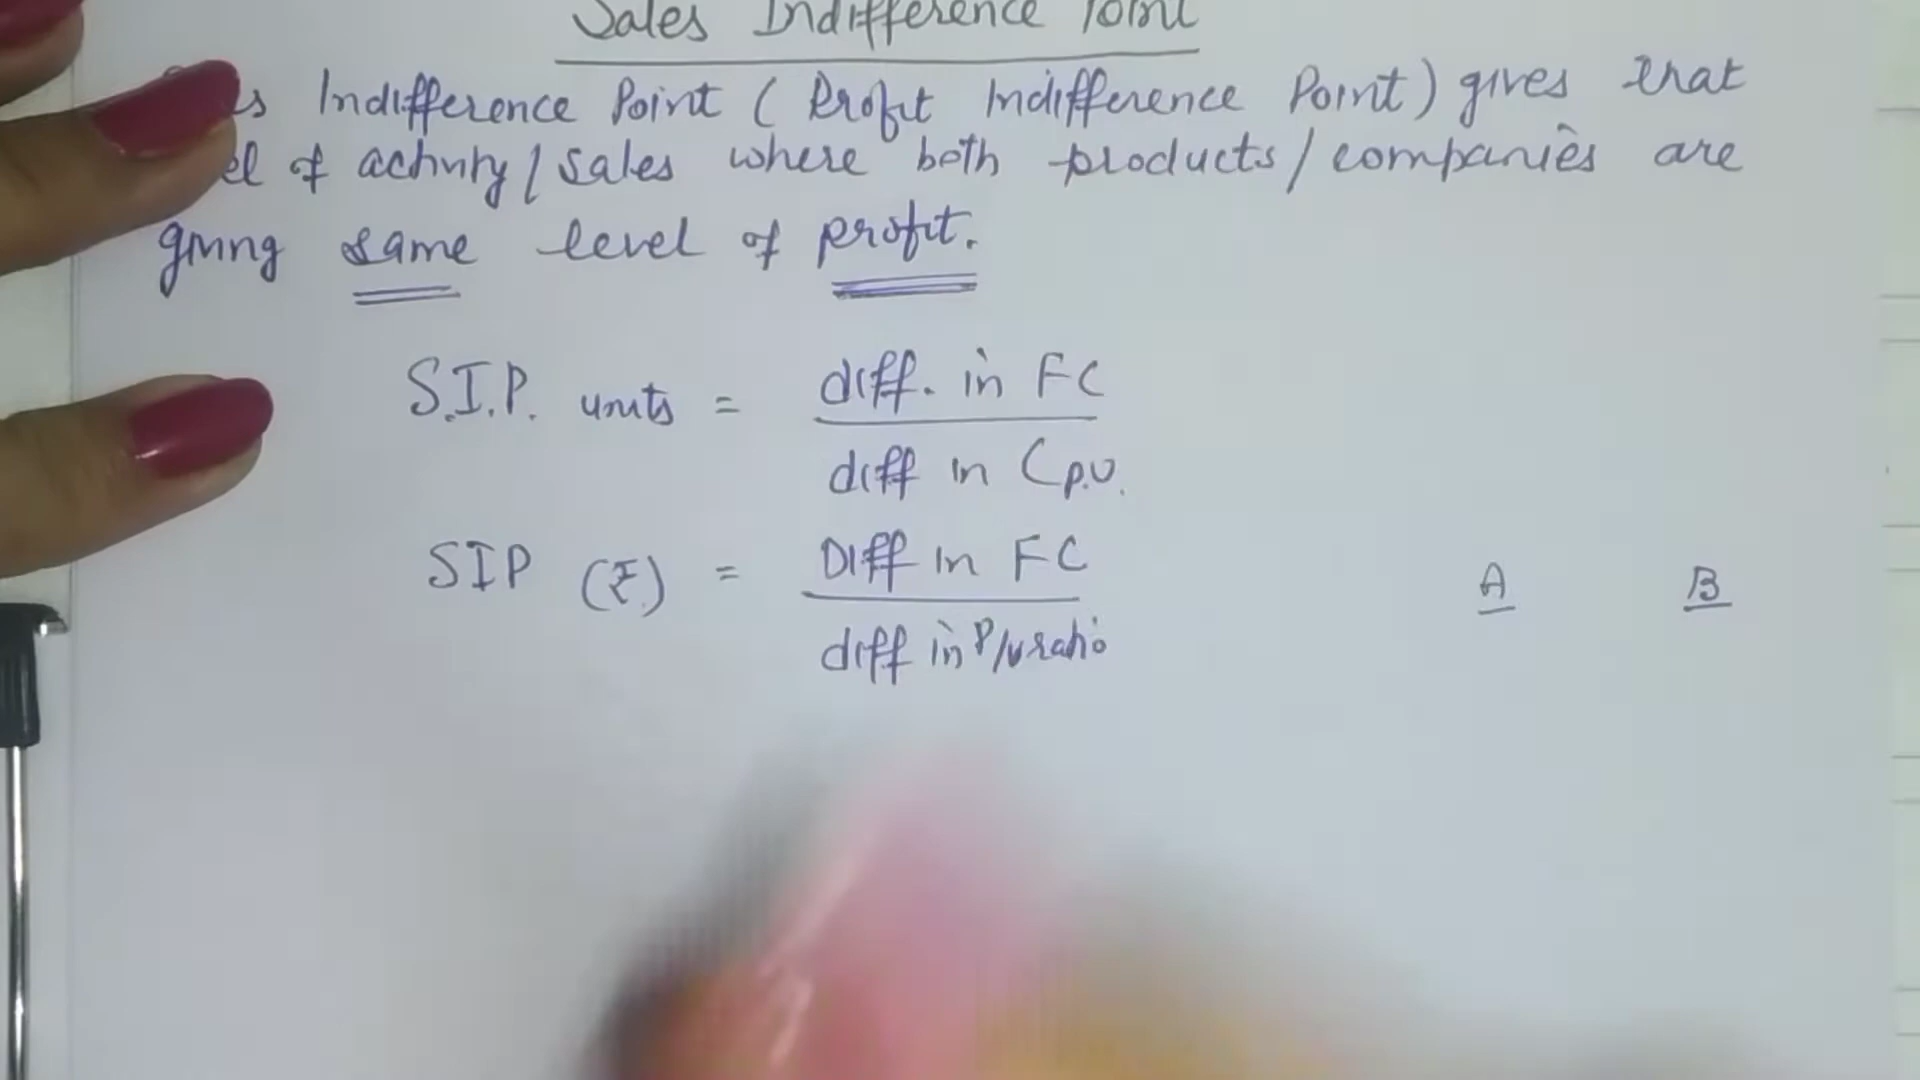 Sales Indifference Point
Indifference Point ( Profit Indifference Point) gives that
of activity / sales where both products / companies are
giving same level of profit.
S.I.P. units = diff. in FC
diff in Cp.u.
SIP (₹) = Diff in FC
diff in P/v ratio
A B